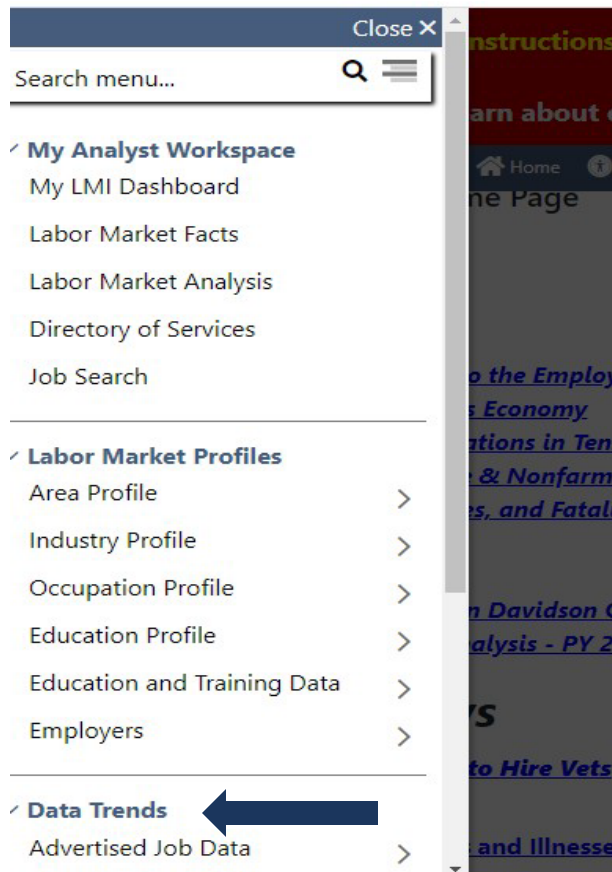 Close ×
Search menu...
My Analyst Workspace
My LMI Dashboard
Labor Market Facts
Labor Market Analysis
Directory of Services
Job Search
Labor Market Profiles
Area Profile
Industry Profile
Occupation Profile
Education Profile
Education and Training Data
Employers
Data Trends
Advertised Job Data
nstructions
arn about
Home
me Page
o the Employ
s Economy
ations in Ten
& Nonfarm
es, and Fatal
n Davidson
alysis - PY 2
to Hire Vets
and Illnesse